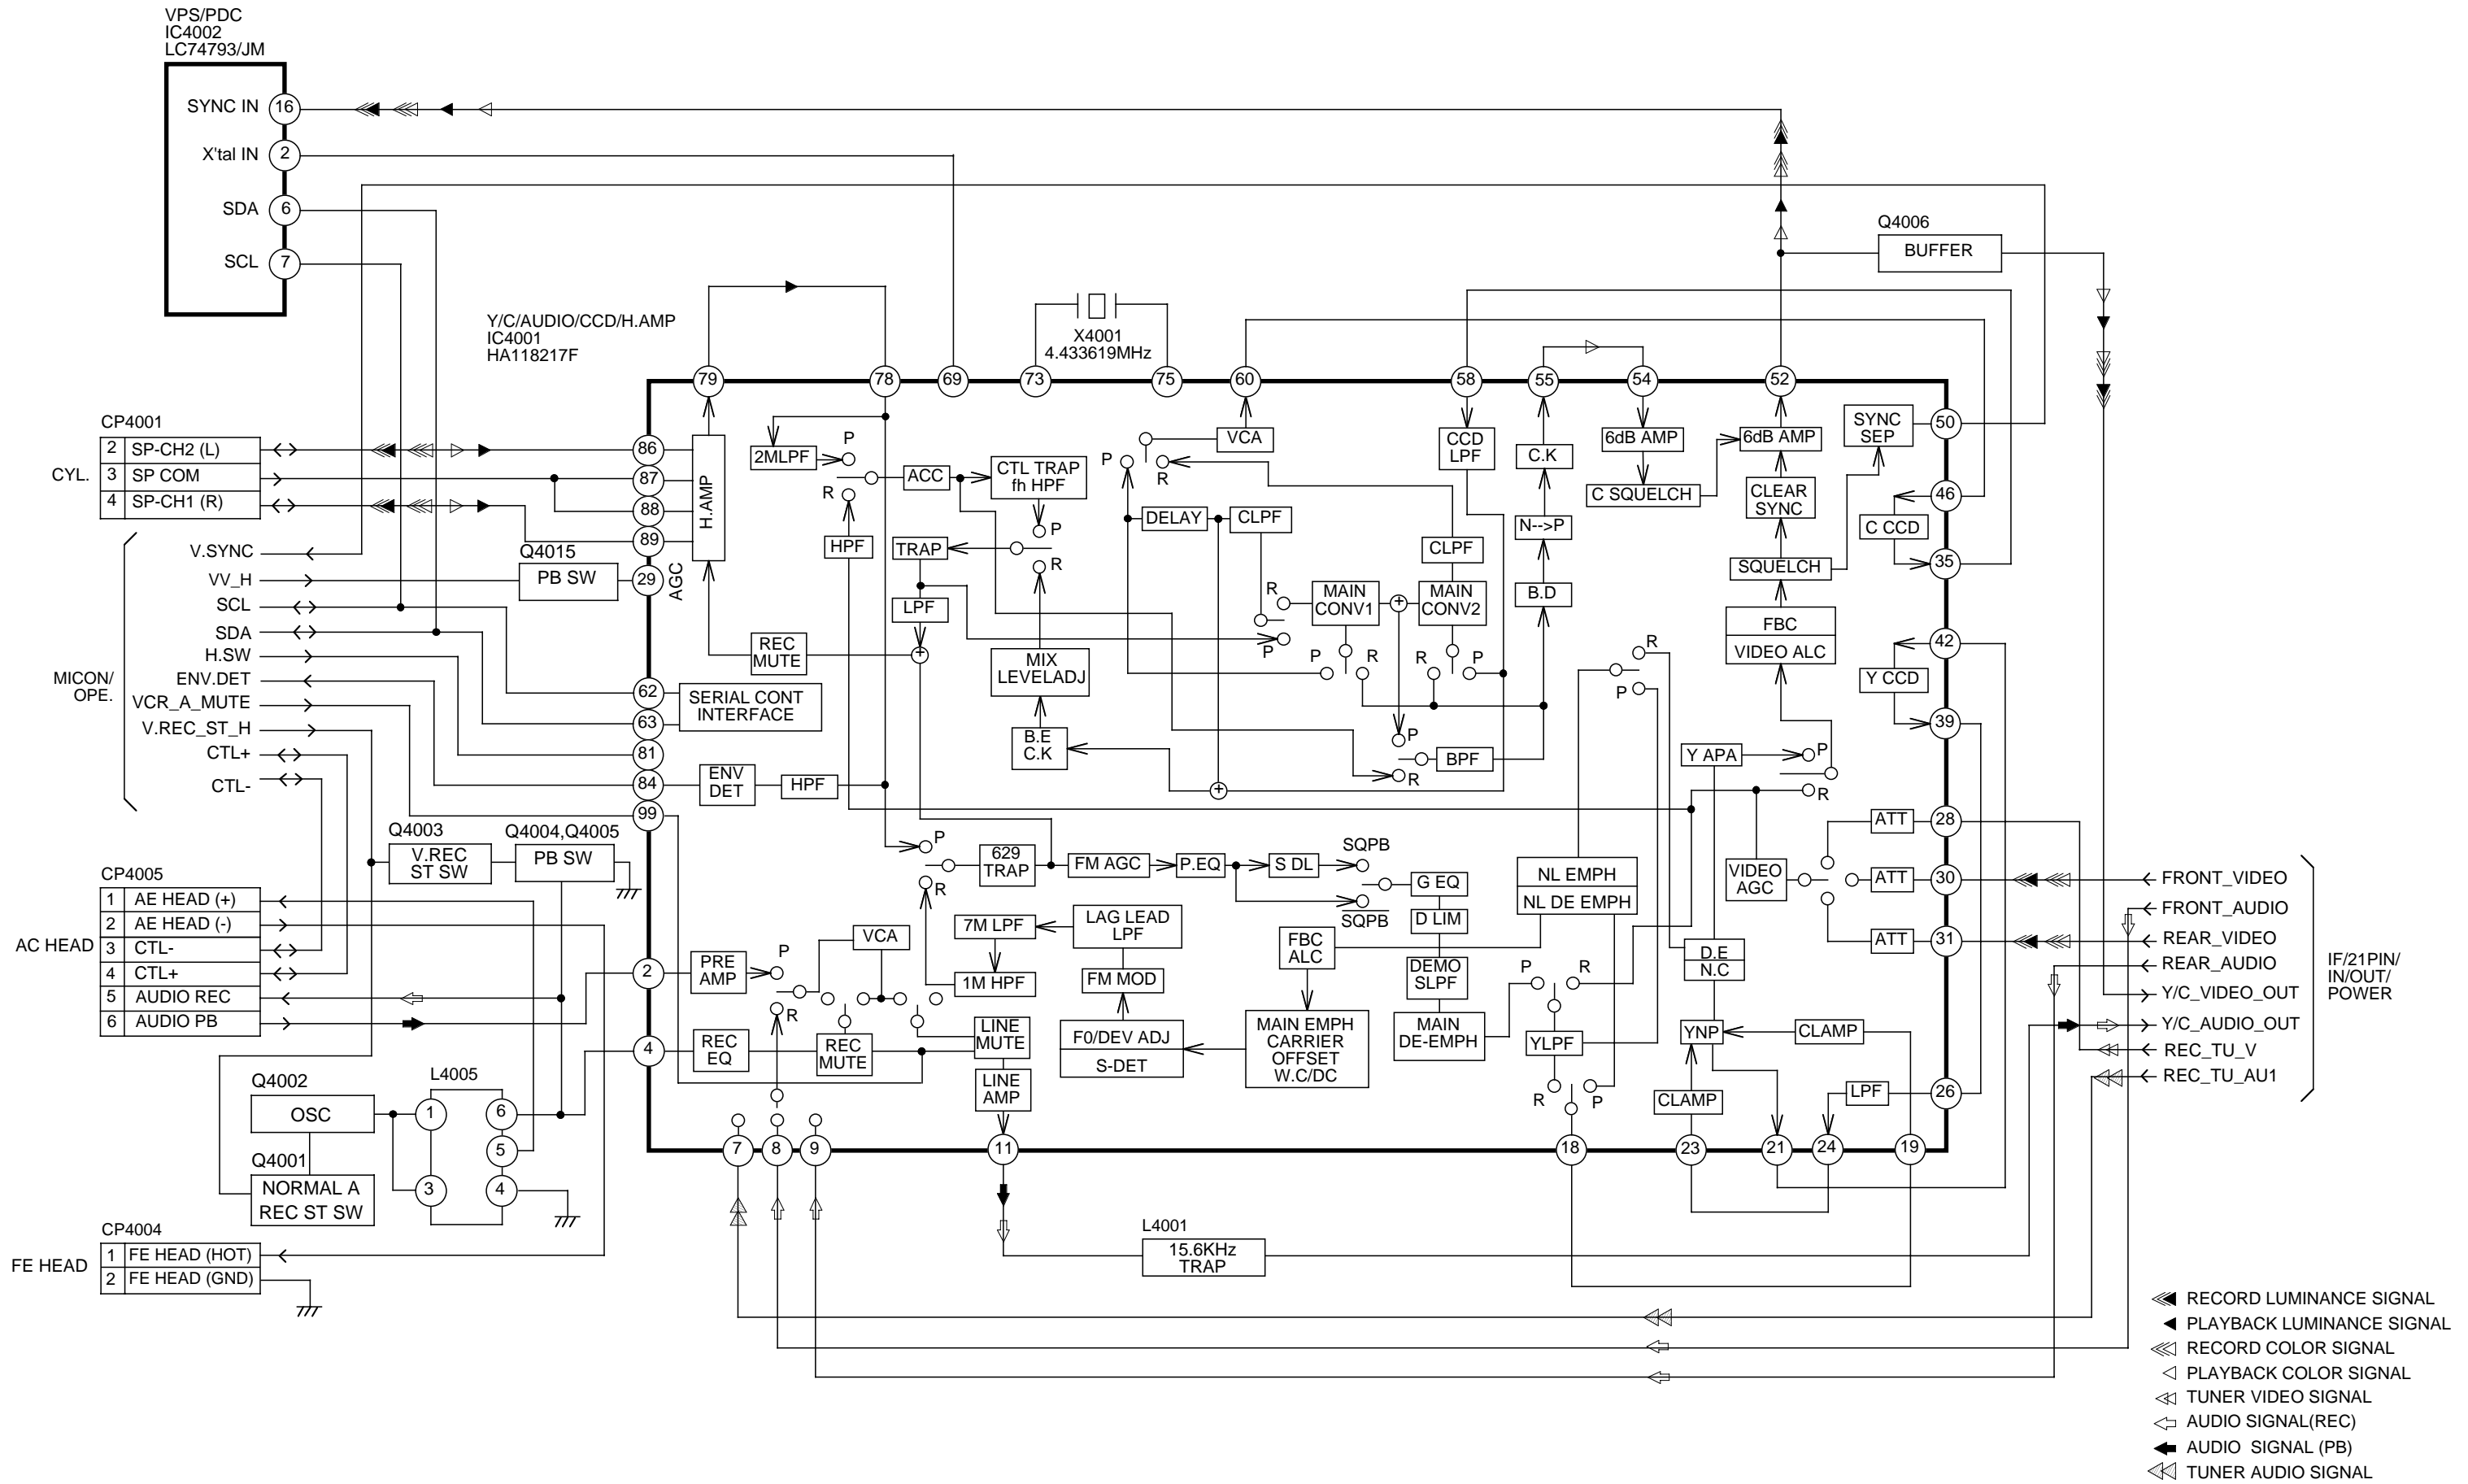 VPS/PDC
IC4002
LC74793/JM
SYNC IN 16
X'tal IN 2
SDA 6
SCL 7
Q4006
BUFFER
Y/C/AUDIO/CCD/H.AMP
IC4001
HA118217F
X4001
4.433619MHz
79 78 69 73 75 60 58 55 54 52
CP4001
CYL.
2 SP-CH2 (L)
3 SP COM
4 SP-CH1 (R)
86
87
88
89
29
AGC
62
63
81
84
99
2
4
H.AMP
2MLPF
P
R
ACC
HPF
CTL TRAP
fh HPF
P
R
TRAP
LPF
+
REC
MUTE
MIX
LEVELADJ
B.E
C.K
VCA
P
R
DELAY
CLPF
CLPF
R
P
MAIN
CONV1
+
MAIN
CONV2
P
R
R
P
P
R
BPF
+
CCD
LPF
C.K
N-->P
B.D
6dB AMP
C SQUELCH
6dB AMP
CLEAR
SYNC
SQUELCH
SYNC
SEP
FBC
VIDEO ALC
50
46
C CCD
35
42
Y CCD
39
28
30
31
26
R
P
Y APA
P
R
ATT
ATT
ATT
VIDEO
AGC
MICON/
OPE.
V.SYNC
VV_H
SCL
SDA
H.SW
ENV.DET
VCR_A_MUTE
V.REC_ST_H
CTL+
CTL-
Q4015
PB SW
SERIAL CONT
INTERFACE
ENV
DET
HPF
Q4003
V.REC
ST SW
Q4004,Q4005
PB SW
CP4005
AC HEAD
1 AE HEAD (+)
2 AE HEAD (-)
3 CTL-
4 CTL+
5 AUDIO REC
6 AUDIO PB
P
R
629
TRAP
FM AGC
P.EQ
S DL
SQPB
SQPB
G EQ
D LIM
DEMO
SLPF
MAIN
DE-EMPH
NL EMPH
NL DE EMPH
FBC
ALC
7M LPF
LAG LEAD
LPF
1M HPF
FM MOD
F0/DEV ADJ
S-DET
MAIN EMPH
CARRIER
OFFSET
W.C/DC
PRE
AMP
P
R
VCA
REC
EQ
REC
MUTE
LINE
MUTE
LINE
AMP
P
R
YLPF
R
P
D.E
N.C
YNP
CLAMP
CLAMP
LPF
7 8 9 11 18 23 21 24 19
Q4002
OSC
Q4001
NORMAL A
REC ST SW
L4005
1
3
6
5
4
CP4004
FE HEAD
1 FE HEAD (HOT)
2 FE HEAD (GND)
L4001
15.6KHz
TRAP
FRONT_VIDEO
FRONT_AUDIO
REAR_VIDEO
REAR_AUDIO
Y/C_VIDEO_OUT
Y/C_AUDIO_OUT
REC_TU_V
REC_TU_AU1
IF/21PIN/
IN/OUT/
POWER
RECORD LUMINANCE SIGNAL
PLAYBACK LUMINANCE SIGNAL
RECORD COLOR SIGNAL
PLAYBACK COLOR SIGNAL
TUNER VIDEO SIGNAL
AUDIO SIGNAL(REC)
AUDIO SIGNAL (PB)
TUNER AUDIO SIGNAL